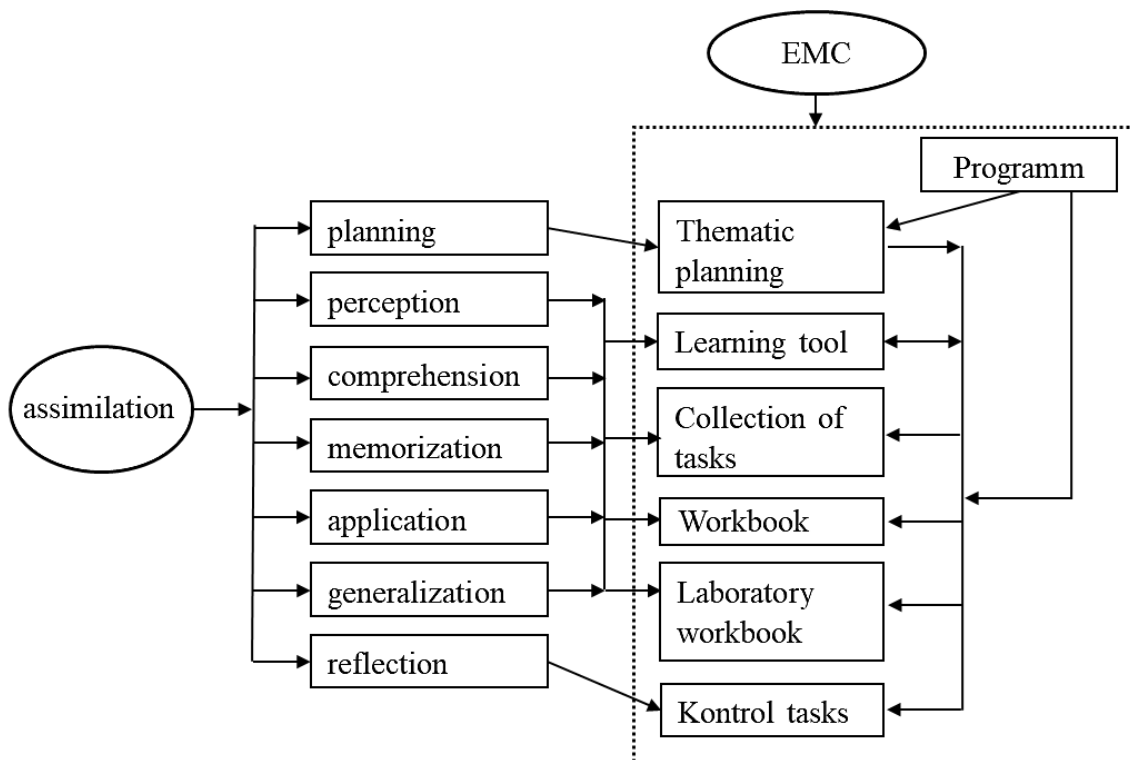 EMC
Programm
assimilation
planning
perception
comprehension
memorization
application
generalization
reflection
Thematic
planning
Learning tool
Collection of
tasks
Workbook
Laboratory
workbook
Kontrol tasks